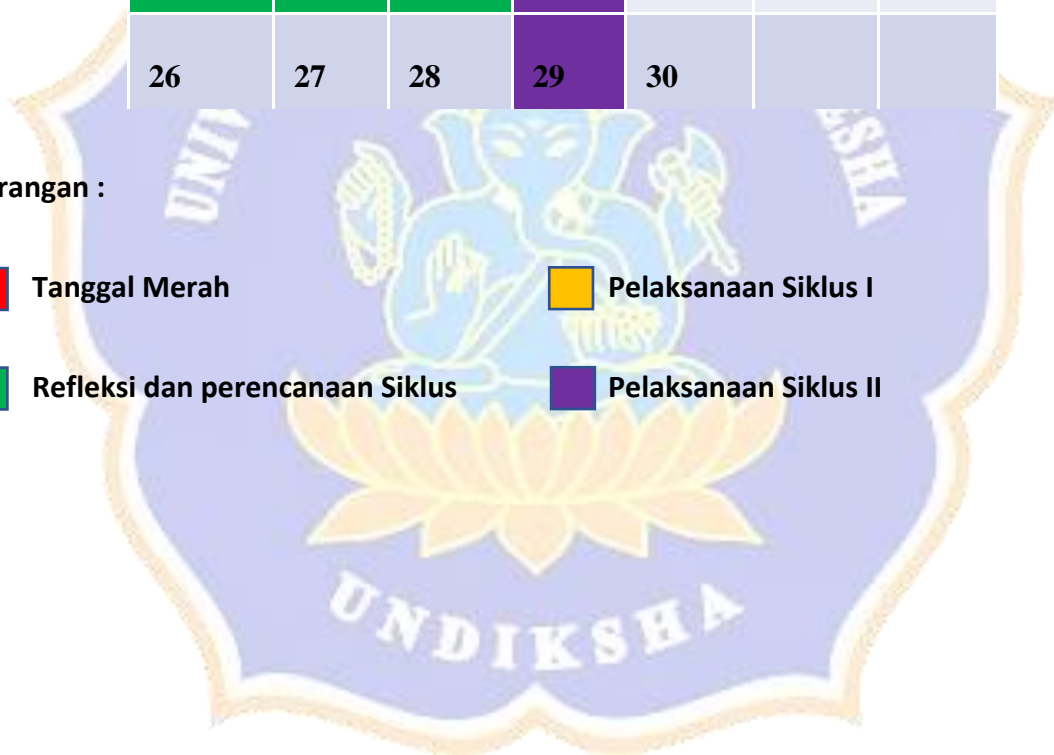 26 27 28 29 30
rangan :
Tanggal Merah Pelaksanaan Siklus I
Refleksi dan perencanaan Siklus Pelaksanaan Siklus II
UNDIKSHA